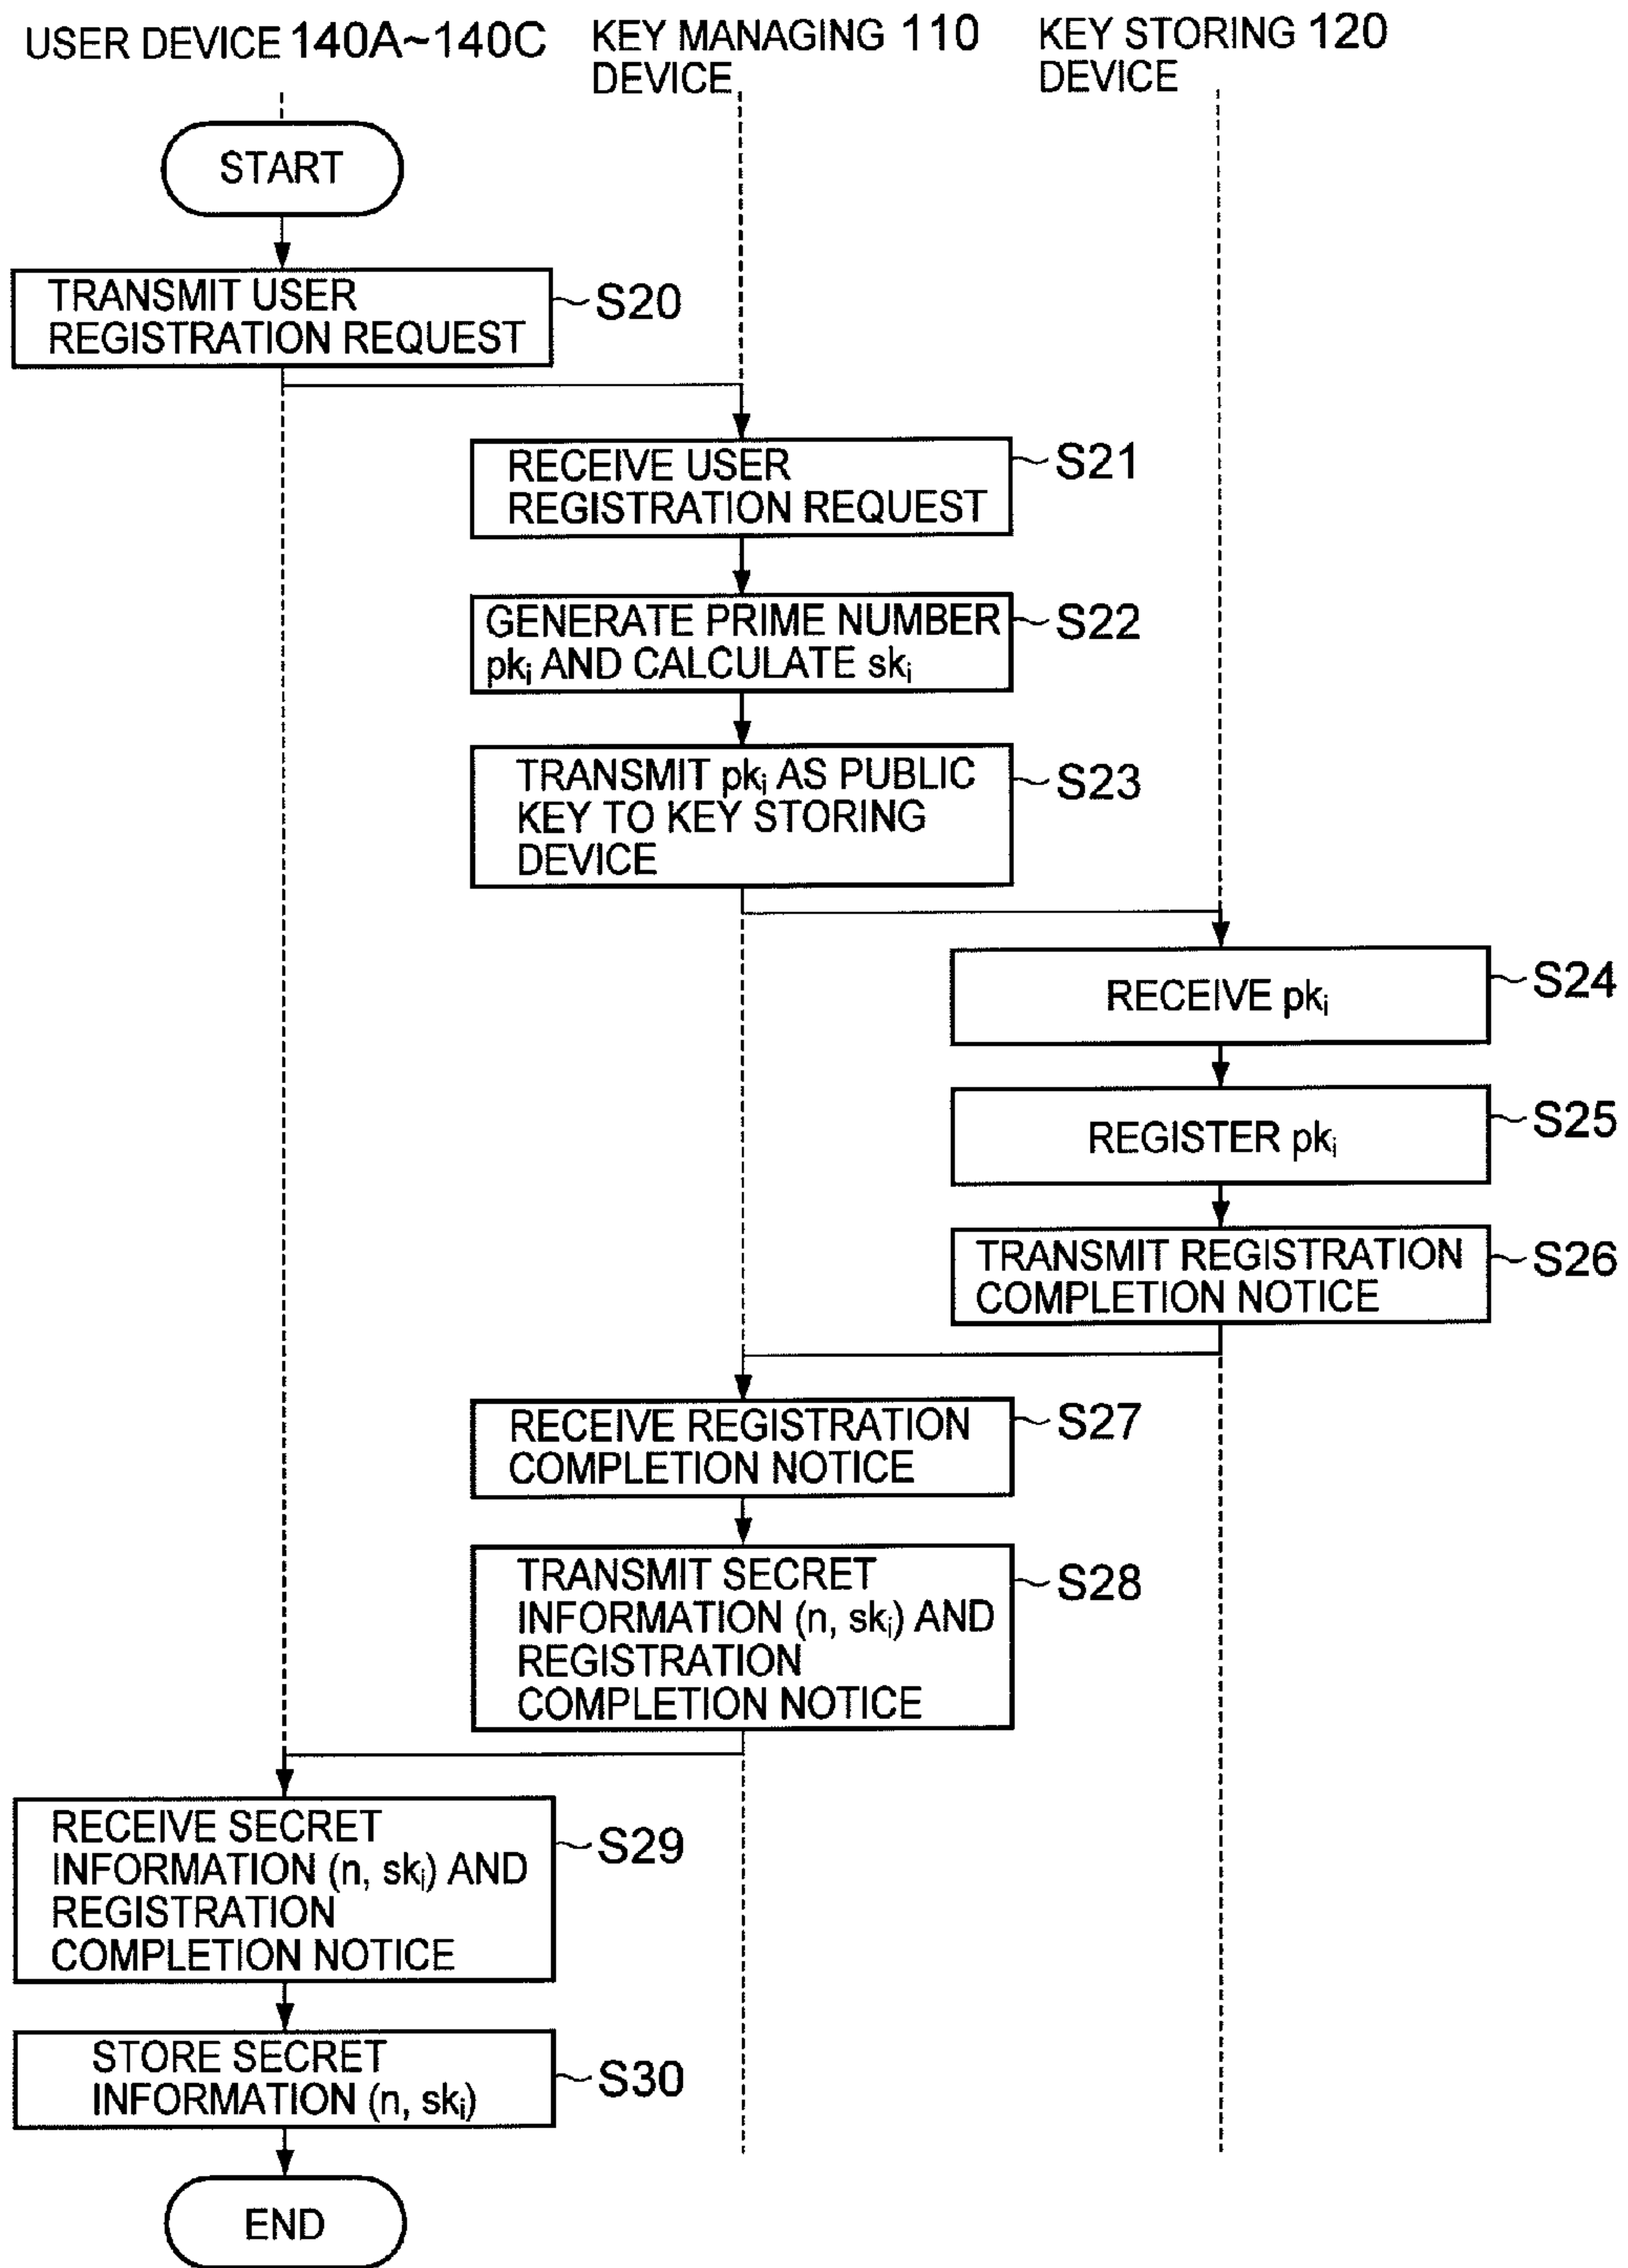 USER DEVICE 140A~140C
KEY MANAGING 110
DEVICE
KEY STORING 120
DEVICE
START
TRANSMIT USER
REGISTRATION REQUEST
S20
RECEIVE USER
REGISTRATION REQUEST
S21
GENERATE PRIME NUMBER
pki AND CALCULATE ski
S22
TRANSMIT pki AS PUBLIC
KEY TO KEY STORING
DEVICE
S23
RECEIVE pki
S24
REGISTER pki
S25
TRANSMIT REGISTRATION
COMPLETION NOTICE
S26
RECEIVE REGISTRATION
COMPLETION NOTICE
S27
TRANSMIT SECRET
INFORMATION (n, ski) AND
REGISTRATION
COMPLETION NOTICE
S28
RECEIVE SECRET
INFORMATION (n, ski) AND
REGISTRATION
COMPLETION NOTICE
S29
STORE SECRET
INFORMATION (n, ski)
S30
END